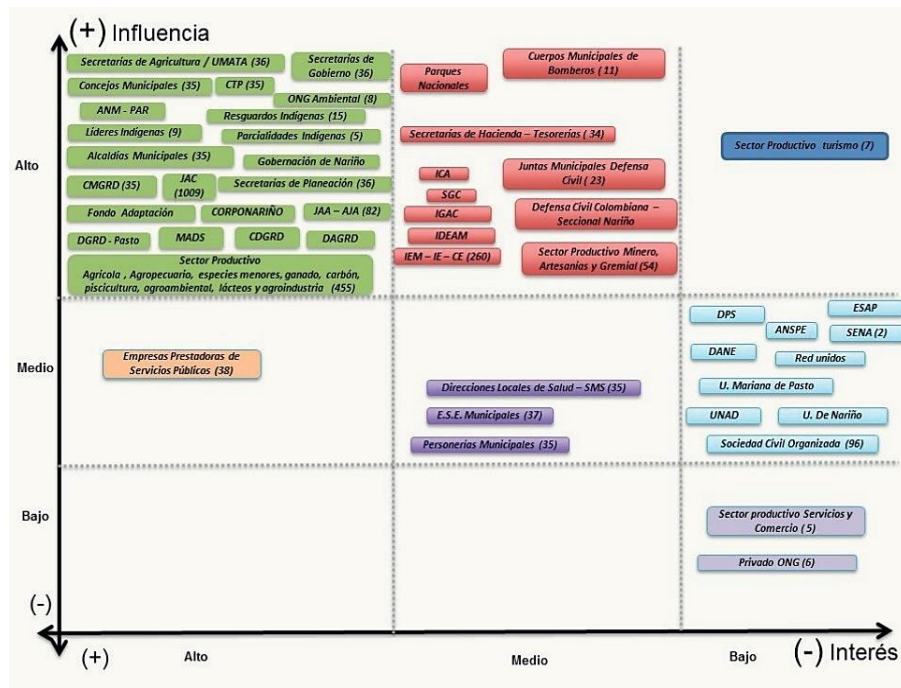 (+) Influencia
Secretarías de Agricultura / UMATA (36)
Secretarías de
Gobierno (36)
Concejos Municipales (35)
CTP (35)
ONG Ambiental (8)
ANM - PAR
Resguardos Indígenas (15)
Líderes Indígenas (9)
Parcialidades Indígenas (5)
Alcaldías Municipales (35)
Gobernación de Nariño
CMGRD (35)
JAC
(1009)
Secretarías de Planeación (36)
Fondo Adaptación
CORPONARIÑO
JAA – AJA (82)
DGRD - Pasto
MADS
CDGRD
DAGRD
Sector Productivo
Agrícola , Agropecuario, especies menores, ganado, carbón,
piscicultura, agroambiental, lácteos y agroindustria (455)
Parques
Nacionales
Cuerpos Municipales de
Bomberos ( 11)
Secretarías de Hacienda – Tesorerías ( 34)
ICA
SGC
IGAC
IDEAM
IEM – IE – CE (260)
Juntas Municipales Defensa
Civil ( 23)
Defensa Civil Colombiana –
Seccional Nariño
Sector Productivo Minero,
Artesanías y Gremial (54)
Sector Productivo turismo (7)
Alto
Empresas Prestadoras de
Servicios Públicos (38)
Direcciones Locales de Salud – SMS (35)
E.S.E. Municipales (37)
Personerías Municipales (35)
DPS
ESAP
ANSPE
SENA (2)
DANE
Red unidos
U. Mariana de Pasto
UNAD
U. De Nariño
Sociedad Civil Organizada (96)
Medio
Sector productivo Servicios y
Comercio ( 5)
Privado ONG (6)
Bajo
(-)
(+)
Alto
Medio
Bajo
(-) Interés